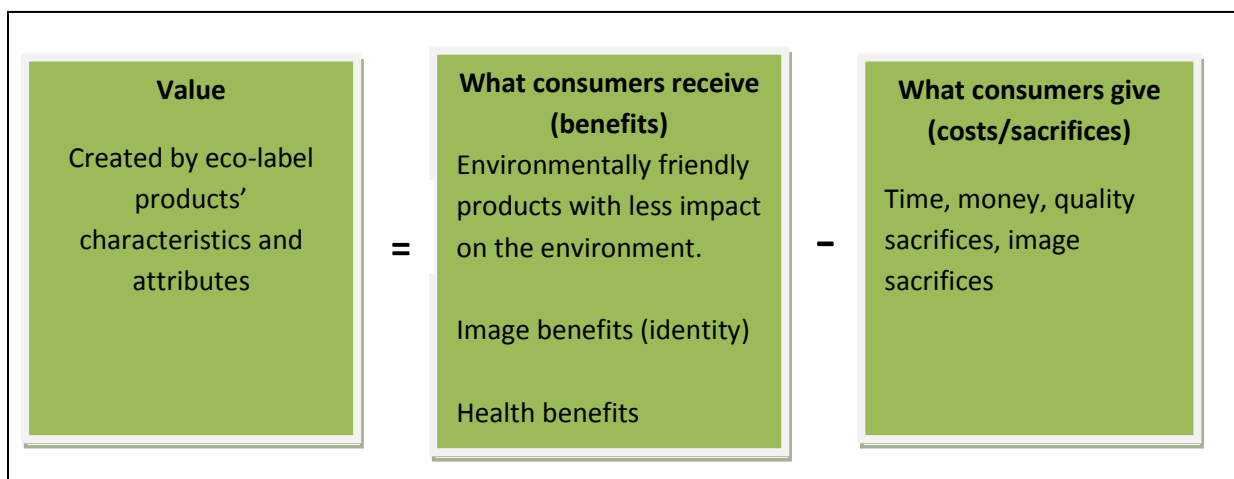 Value
Created by eco-label
products’
characteristics and
attributes
=
What consumers receive
(benefits)
Environmentally friendly
products with less impact
on the environment.
Image benefits (identity)
Health benefits
–
What consumers give
(costs/sacrifices)
Time, money, quality
sacrifices, image
sacrifices